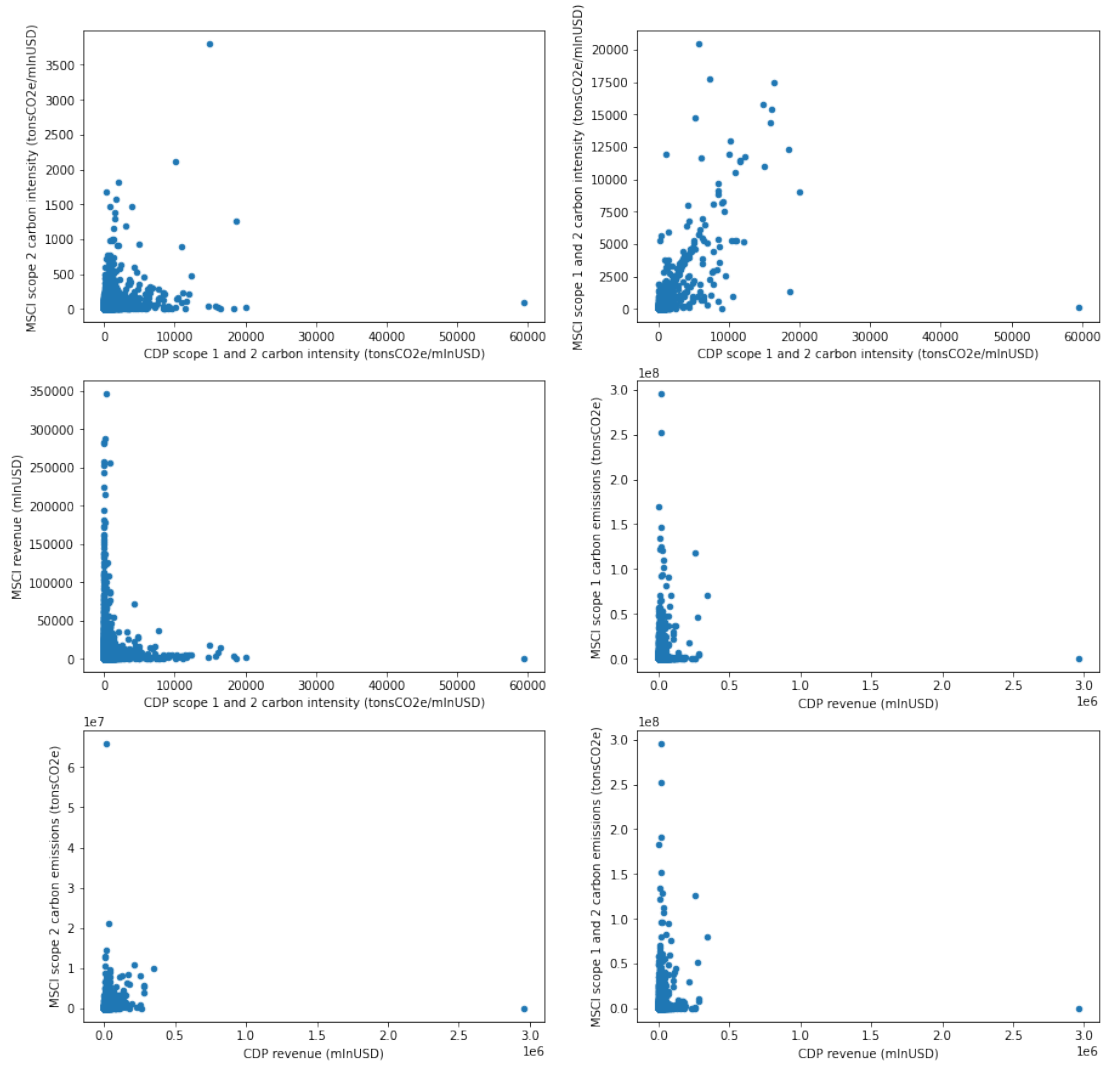 MSCI scope 2 carbon intensity (tonsCO2e/mlnUSD)
3500
3000
2500
2000
1500
1000
500
0
0 10000 20000 30000 40000 50000 60000
CDP scope 1 and 2 carbon intensity (tonsCO2e/mlnUSD)
MSCI scope 1 and 2 carbon intensity (tonsCO2e/mlnUSD)
20000
17500
15000
12500
10000
7500
5000
2500
0
0 10000 20000 30000 40000 50000 60000
CDP scope 1 and 2 carbon intensity (tonsCO2e/mlnUSD)
MSCI revenue (mlnUSD)
350000
300000
250000
200000
150000
100000
50000
0
0 10000 20000 30000 40000 50000 60000
CDP scope 1 and 2 carbon intensity (tonsCO2e/mlnUSD)
1e8
MSCI scope 1 carbon emissions (tonsCO2e)
3.0
2.5
2.0
1.5
1.0
0.5
0.0
0.0 0.5 1.0 1.5 2.0 2.5 3.0
1e6
CDP revenue (mlnUSD)
1e7
MSCI scope 2 carbon emissions (tonsCO2e)
6
5
4
3
2
1
0
0.0 0.5 1.0 1.5 2.0 2.5 3.0
1e6
CDP revenue (mlnUSD)
1e8
MSCI scope 1 and 2 carbon emissions (tonsCO2e)
3.0
2.5
2.0
1.5
1.0
0.5
0.0
0.0 0.5 1.0 1.5 2.0 2.5 3.0
1e6
CDP revenue (mlnUSD)